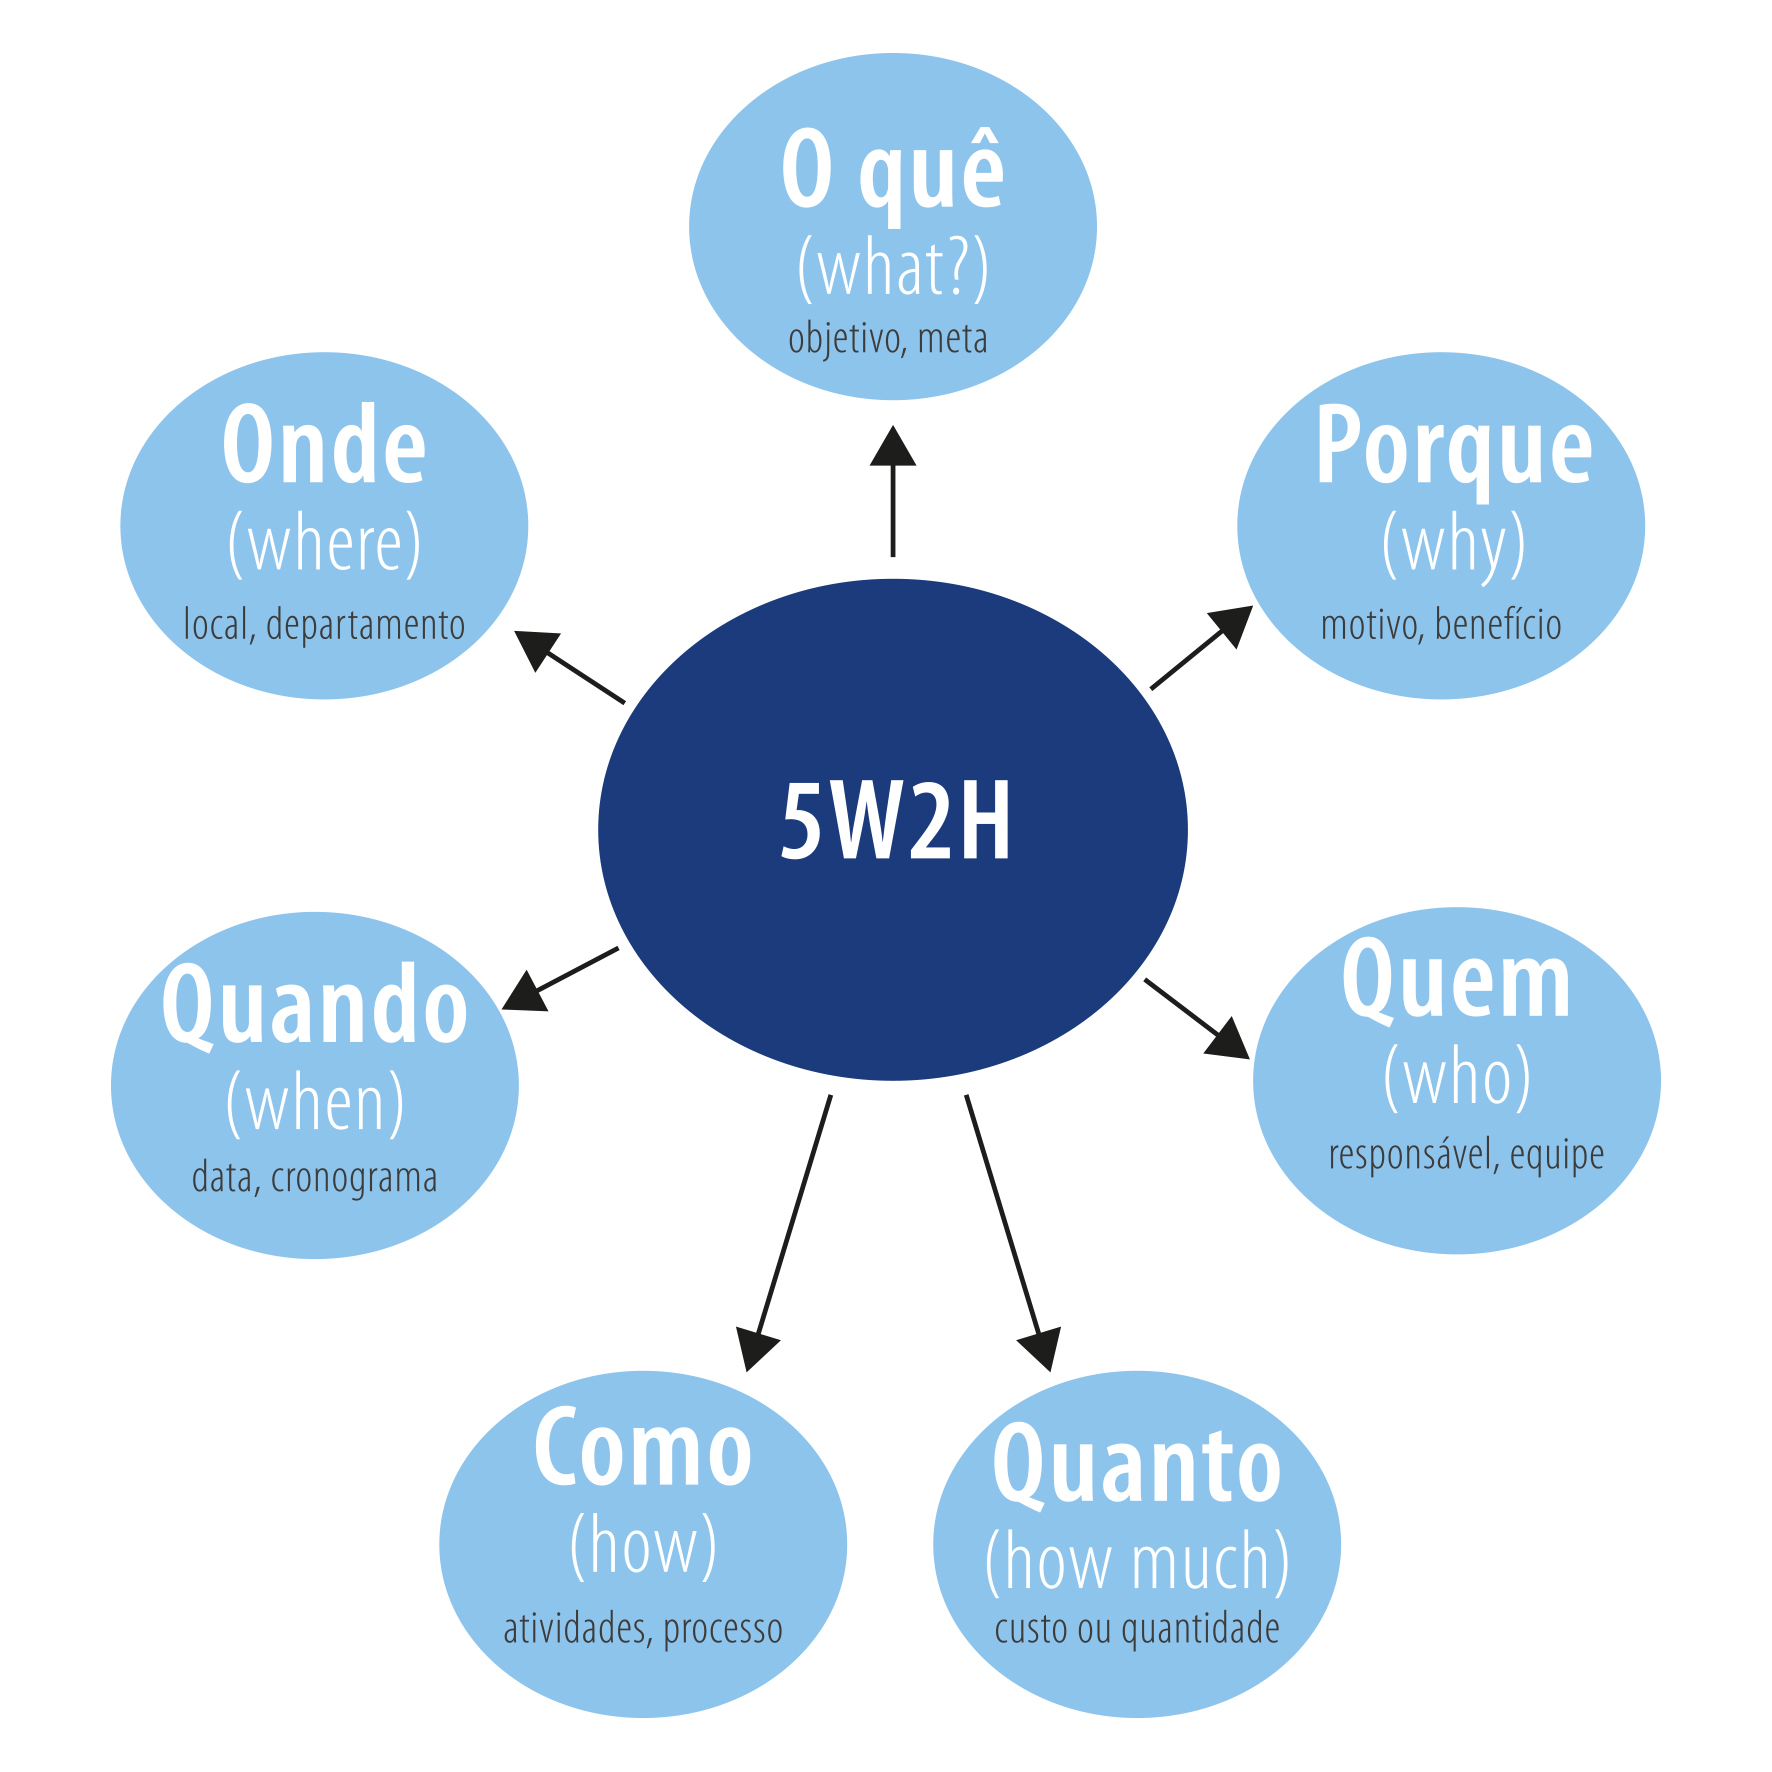 O quê
(what?)
objetivo, meta
Onde
(where)
local, departamento
Porque
(why)
motivo, benefício
5W2H
Quando
(when)
data, cronograma
Quem
(who)
responsável, equipe
Como
(how)
atividades, processo
Quanto
(how much)
custo ou quantidade